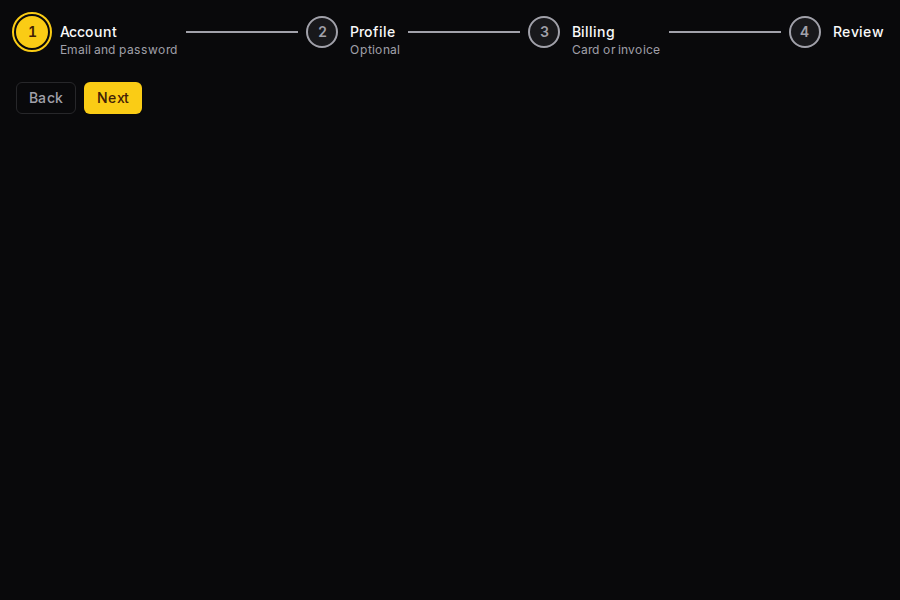 1 Account 2 Profile 3 Billing 4 Review
Email and password Optional Card or invoice
Back Next